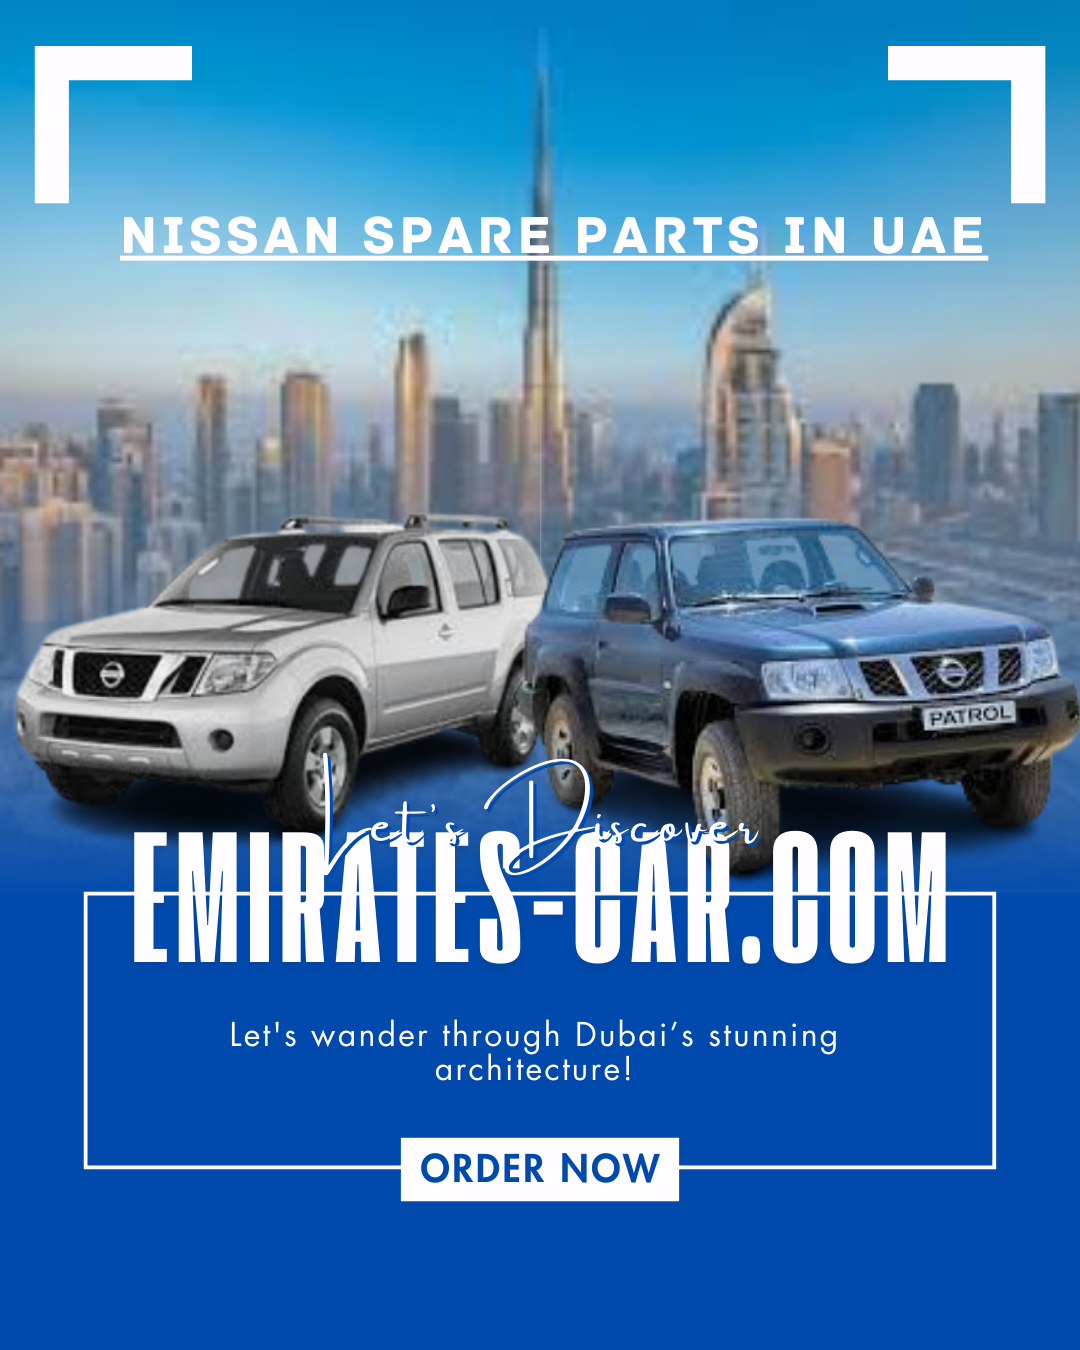 NISSAN SPARE PARTS IN UAE
PATROL
Let's Discover
EMIRATES-CAR.COM
Let's wander through Dubai’s stunning
architecture!
ORDER NOW